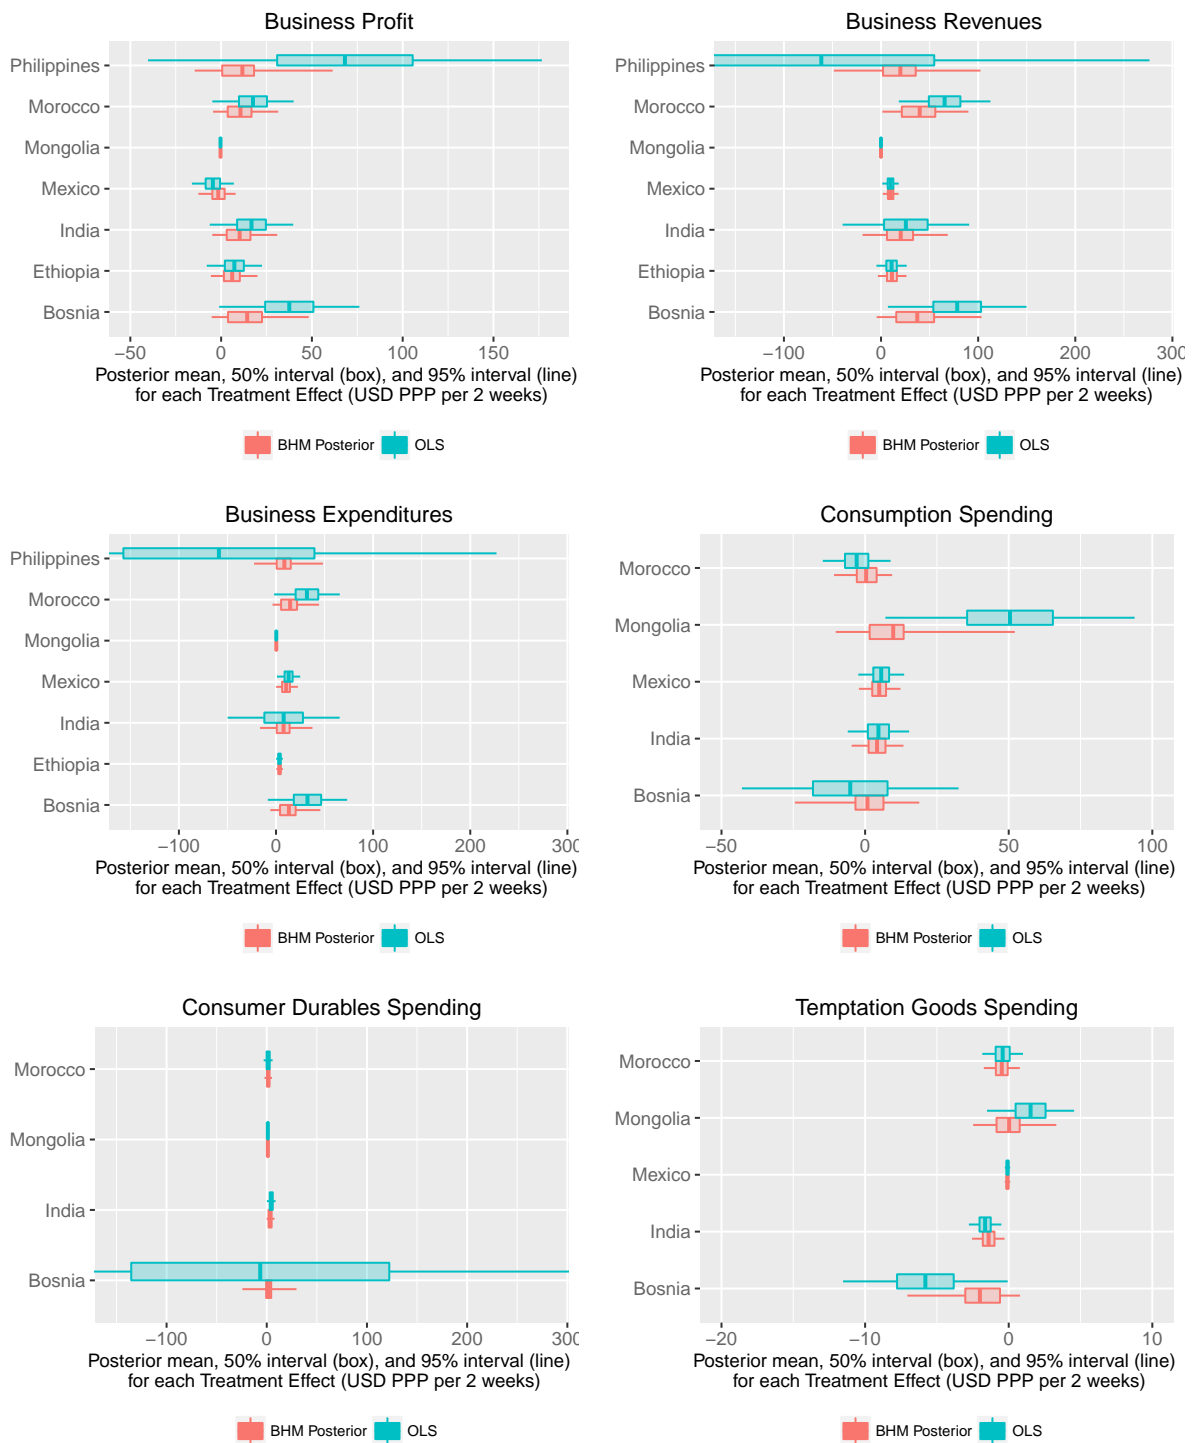 Business Profit
Philippines
Morocco
Mongolia
Mexico
India
Ethiopia
Bosnia
−50 0 50 100 150
Posterior mean, 50% interval (box), and 95% interval (line)
for each Treatment Effect (USD PPP per 2 weeks)
BHM Posterior OLS
Business Revenues
Philippines
Morocco
Mongolia
Mexico
India
Ethiopia
Bosnia
−100 0 100 200 300
Posterior mean, 50% interval (box), and 95% interval (line)
for each Treatment Effect (USD PPP per 2 weeks)
BHM Posterior OLS
Business Expenditures
Philippines
Morocco
Mongolia
Mexico
India
Ethiopia
Bosnia
−100 0 100 200 300
Posterior mean, 50% interval (box), and 95% interval (line)
for each Treatment Effect (USD PPP per 2 weeks)
BHM Posterior OLS
Consumption Spending
Morocco
Mongolia
Mexico
India
Bosnia
−50 0 50 100
Posterior mean, 50% interval (box), and 95% interval (line)
for each Treatment Effect (USD PPP per 2 weeks)
BHM Posterior OLS
Consumer Durables Spending
Morocco
Mongolia
India
Bosnia
−100 0 100 200 300
Posterior mean, 50% interval (box), and 95% interval (line)
for each Treatment Effect (USD PPP per 2 weeks)
BHM Posterior OLS
Temptation Goods Spending
Morocco
Mongolia
Mexico
India
Bosnia
−20 −10 0 10
Posterior mean, 50% interval (box), and 95% interval (line)
for each Treatment Effect (USD PPP per 2 weeks)
BHM Posterior OLS